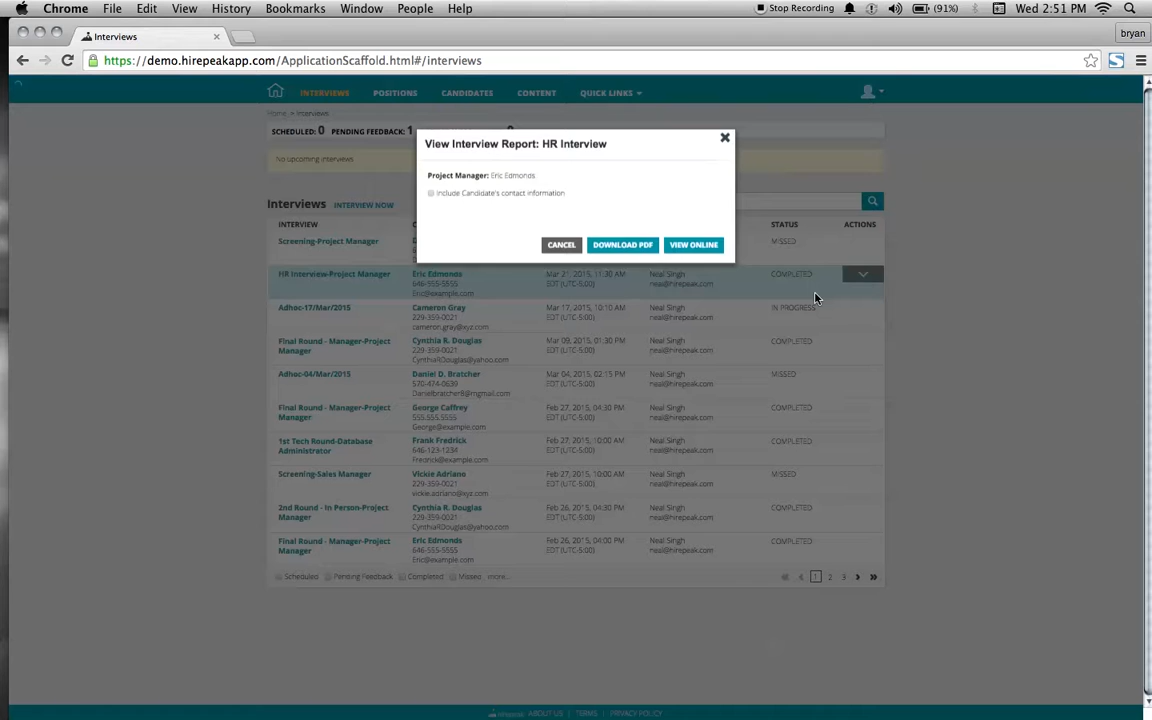 Chrome File Edit View History Bookmarks Window People Help Stop Recording (91%) Wed 2:51 PM
Interviews bryan
https://demo.hirepeakapp.com/ApplicationScaffold.html#/interviews
INTERVIEWS POSITIONS CANDIDATES CONTENT QUICK LINKS
Home > Interviews
SCHEDULED: 0 PENDING FEEDBACK: 1
No upcoming interviews
View Interview Report: HR Interview
Project Manager: Eric Edmonds
Include Candidate's contact information
CANCEL DOWNLOAD PDF VIEW ONLINE
Interviews INTERVIEW NOW
INTERVIEW STATUS ACTIONS
Screening-Project Manager MISSED
HR Interview-Project Manager Eric Edmonds Mar 21, 2015, 11:30 AM Neal Singh COMPLETED
646-555-5555 EDT (UTC-5:00) neal@hirepeak.com
Eric@example.com
Adhoc-17/Mar/2015 Cameron Gray Mar 17, 2015, 10:10 AM Neal Singh IN PROGRESS
229-359-0021 EDT (UTC-5:00) neal@hirepeak.com
cameron.gray@xyz.com
Final Round - Manager-Project Cynthia R. Douglas Mar 09, 2015, 01:30 PM Neal Singh COMPLETED
Manager 229-359-0021 EDT (UTC-5:00) neal@hirepeak.com
CynthiaRDouglas@yahoo.com
Adhoc-04/Mar/2015 Daniel D. Bratcher Mar 04, 2015, 02:15 PM Neal Singh MISSED
570-474-0639 EDT (UTC-5:00) neal@hirepeak.com
Danielbratcher8@mgmail.com
Final Round - Manager-Project George Caffrey Feb 27, 2015, 04:30 PM Neal Singh COMPLETED
Manager 555.555.5555 EDT (UTC-5:00) neal@hirepeak.com
George@example.com
1st Tech Round-Database Frank Fredrick Feb 27, 2015, 10:00 AM Neal Singh COMPLETED
Administrator 646-123-1234 EDT (UTC-5:00) neal@hirepeak.com
Fredrick@example.com
Screening-Sales Manager Vickie Adriano Feb 27, 2015, 10:00 AM Neal Singh MISSED
229-359-0021 EDT (UTC-5:00) neal@hirepeak.com
vickie.adriano@xyz.com
2nd Round - In Person-Project Cynthia R. Douglas Feb 26, 2015, 04:30 PM Neal Singh COMPLETED
Manager 229-359-0021 EDT (UTC-5:00) neal@hirepeak.com
CynthiaRDouglas@yahoo.com
Final Round - Manager-Project Eric Edmonds Feb 26, 2015, 04:00 PM Neal Singh COMPLETED
Manager 646-555-5555 EDT (UTC-5:00) neal@hirepeak.com
Eric@example.com
Scheduled Pending Feedback Completed Missed more... 1 2 3
hirepeak ABOUT US | TERMS | PRIVACY POLICY